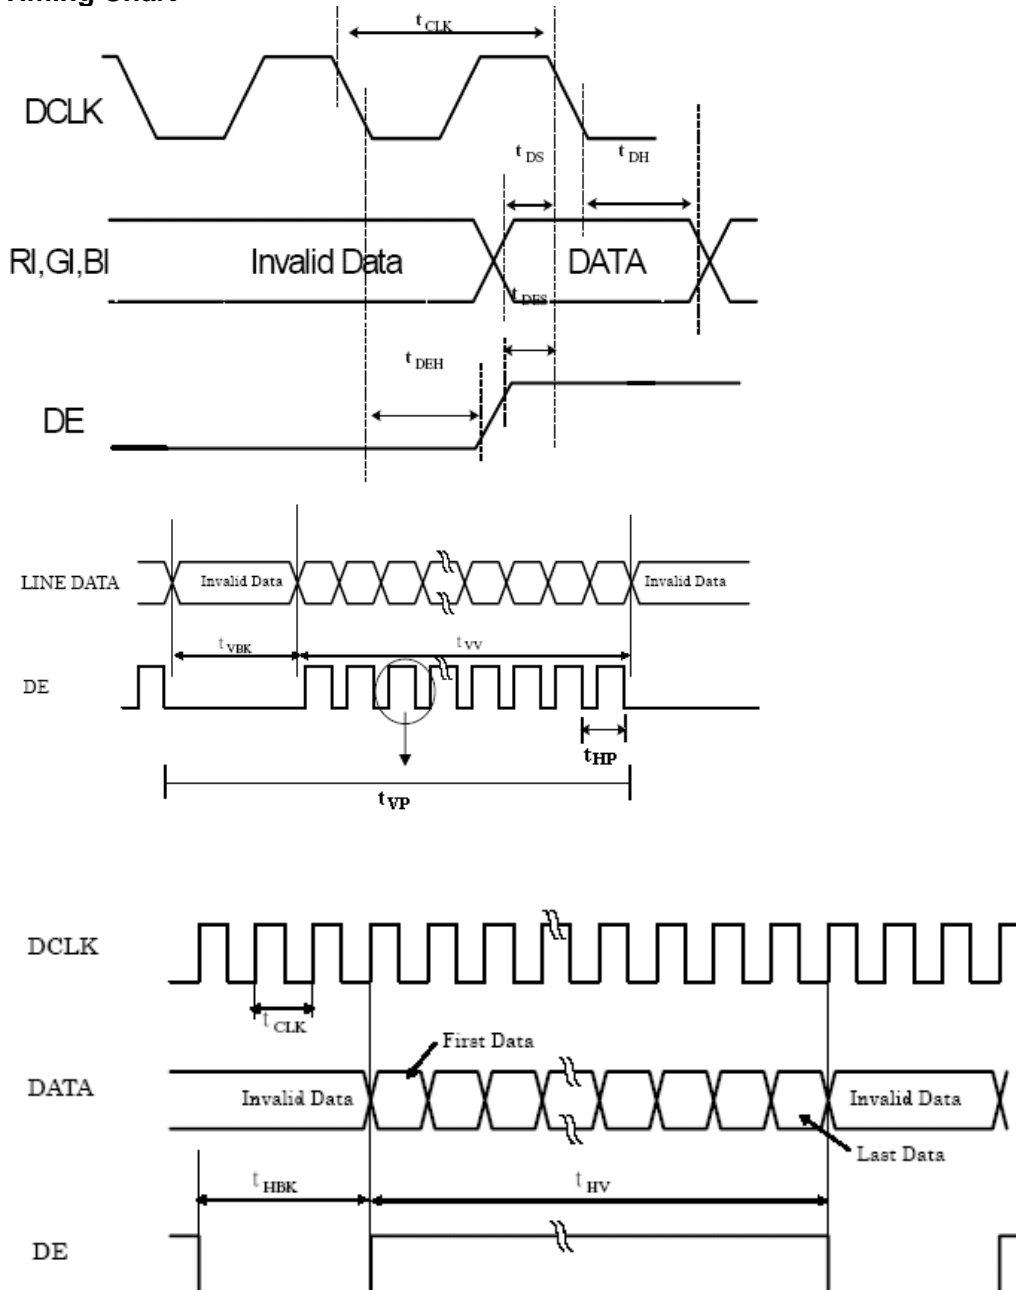 Timing Chart
t CLK
DCLK
t DS
t DH
RI,GI,BI
Invalid Data
DATA
t DES
t DEH
DE
LINE DATA
Invalid Data
Invalid Data
t VBK
t VV
DE
t HP
t VP
DCLK
t CLK
First Data
DATA
Invalid Data
Invalid Data
Last Data
t HBK
t HV
DE